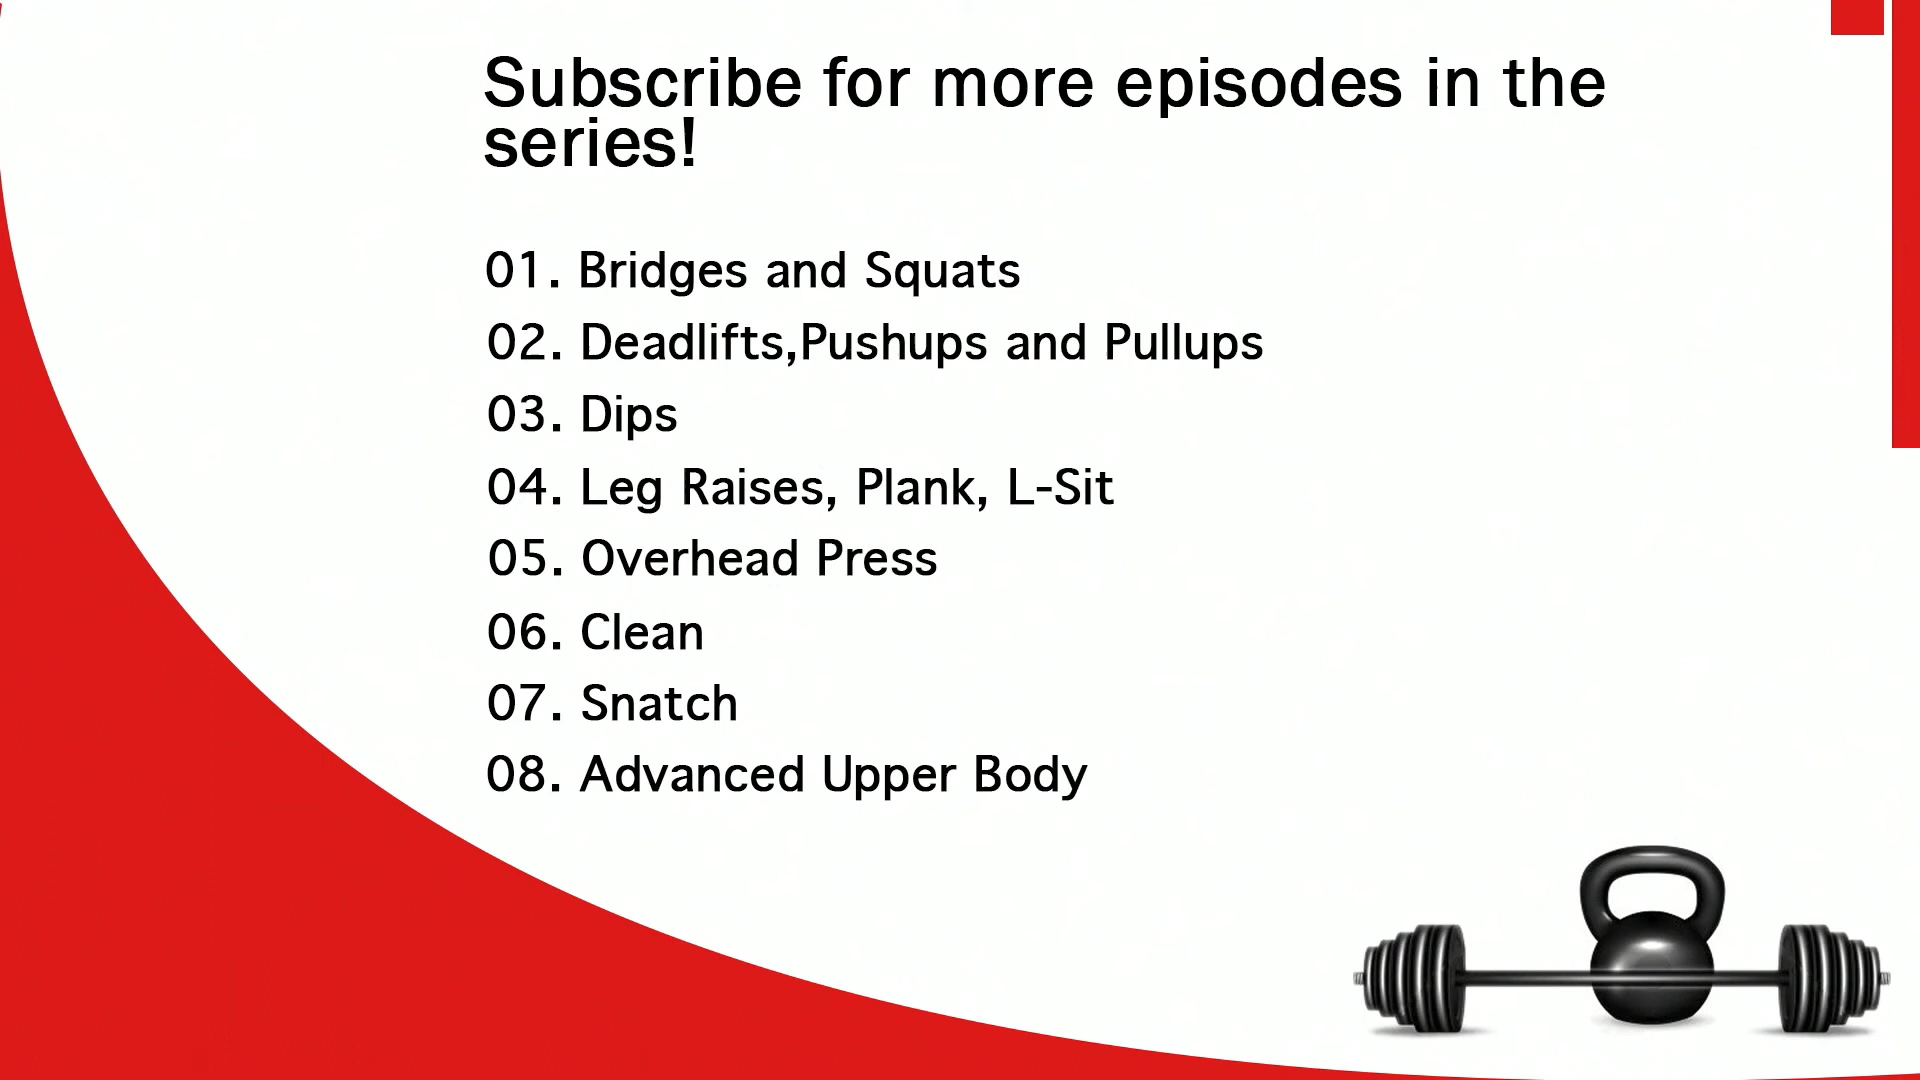 Subscribe for more episodes in the
series!
01. Bridges and Squats
02. Deadlifts,Pushups and Pullups
03. Dips
04. Leg Raises, Plank, L-Sit
05. Overhead Press
06. Clean
07. Snatch
08. Advanced Upper Body